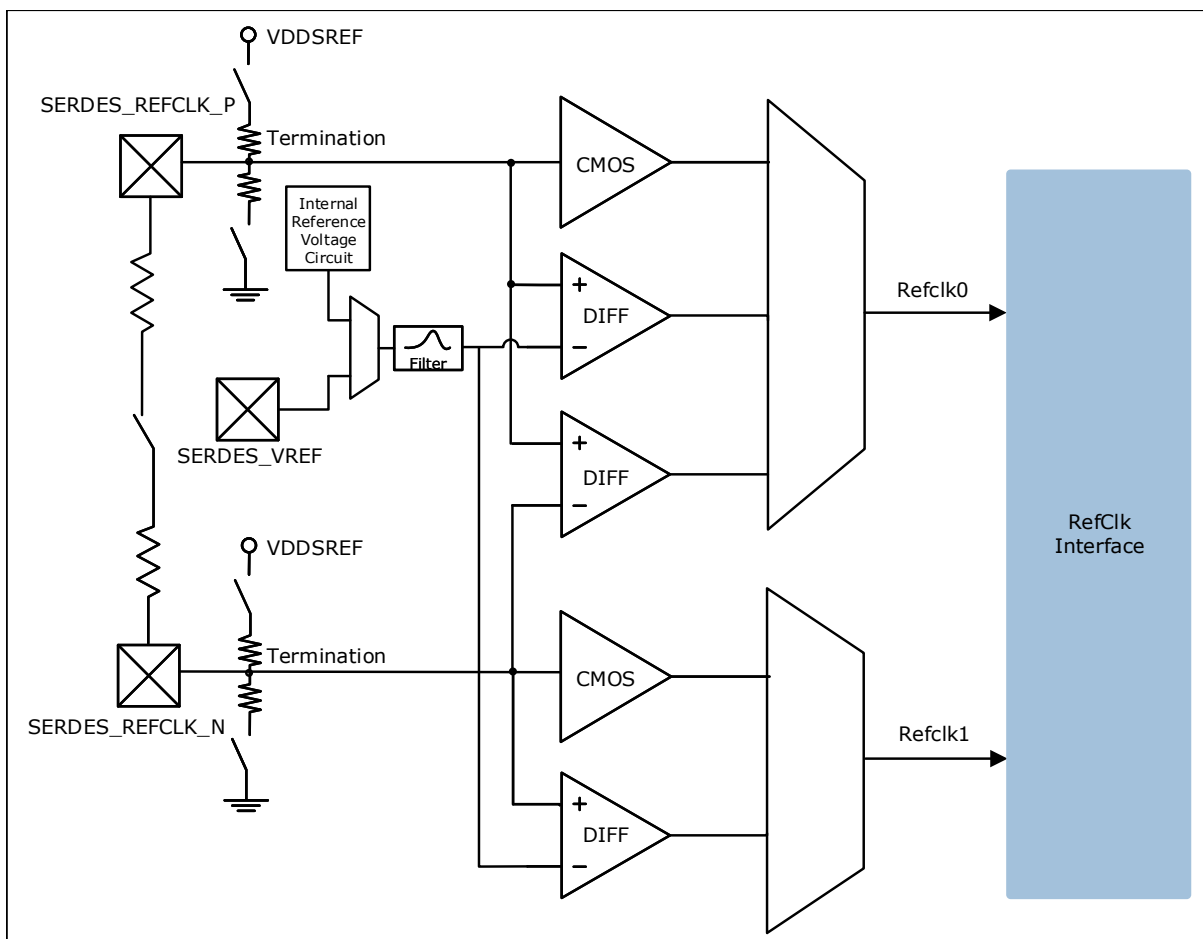 VDDSREF
SERDES_REFCLK_P
Termination
CMOS
Internal
Reference
Voltage
Circuit
+
DIFF
−
Refclk0
Filter
SERDES_VREF
+
DIFF
−
RefClk
Interface
VDDSREF
Termination
CMOS
SERDES_REFCLK_N
Refclk1
+
DIFF
−